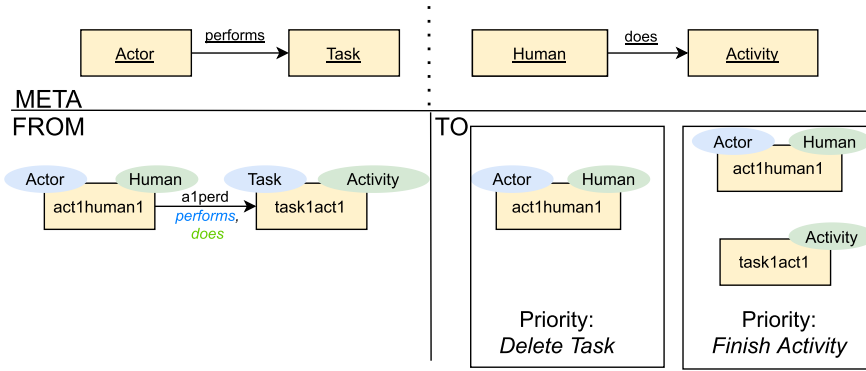 performs
does
Actor
Task
Human
Activity
META
FROM
TO
Actor
Human
Task
Activity
a1perd
act1human1
task1act1
performs,
does
Actor
Human
act1human1
Priority:
Delete Task
Actor
Human
act1human1
Activity
task1act1
Priority:
Finish Activity